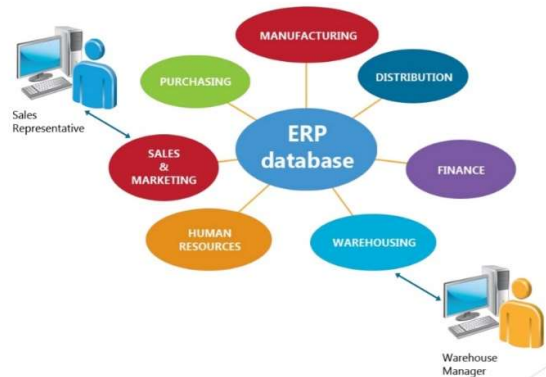 MANUFACTURING
PURCHASING
DISTRIBUTION
Sales
Representative
ERP
database
SALES
&
MARKETING
FINANCE
HUMAN
RESOURCES
WAREHOUSING
Warehouse
Manager